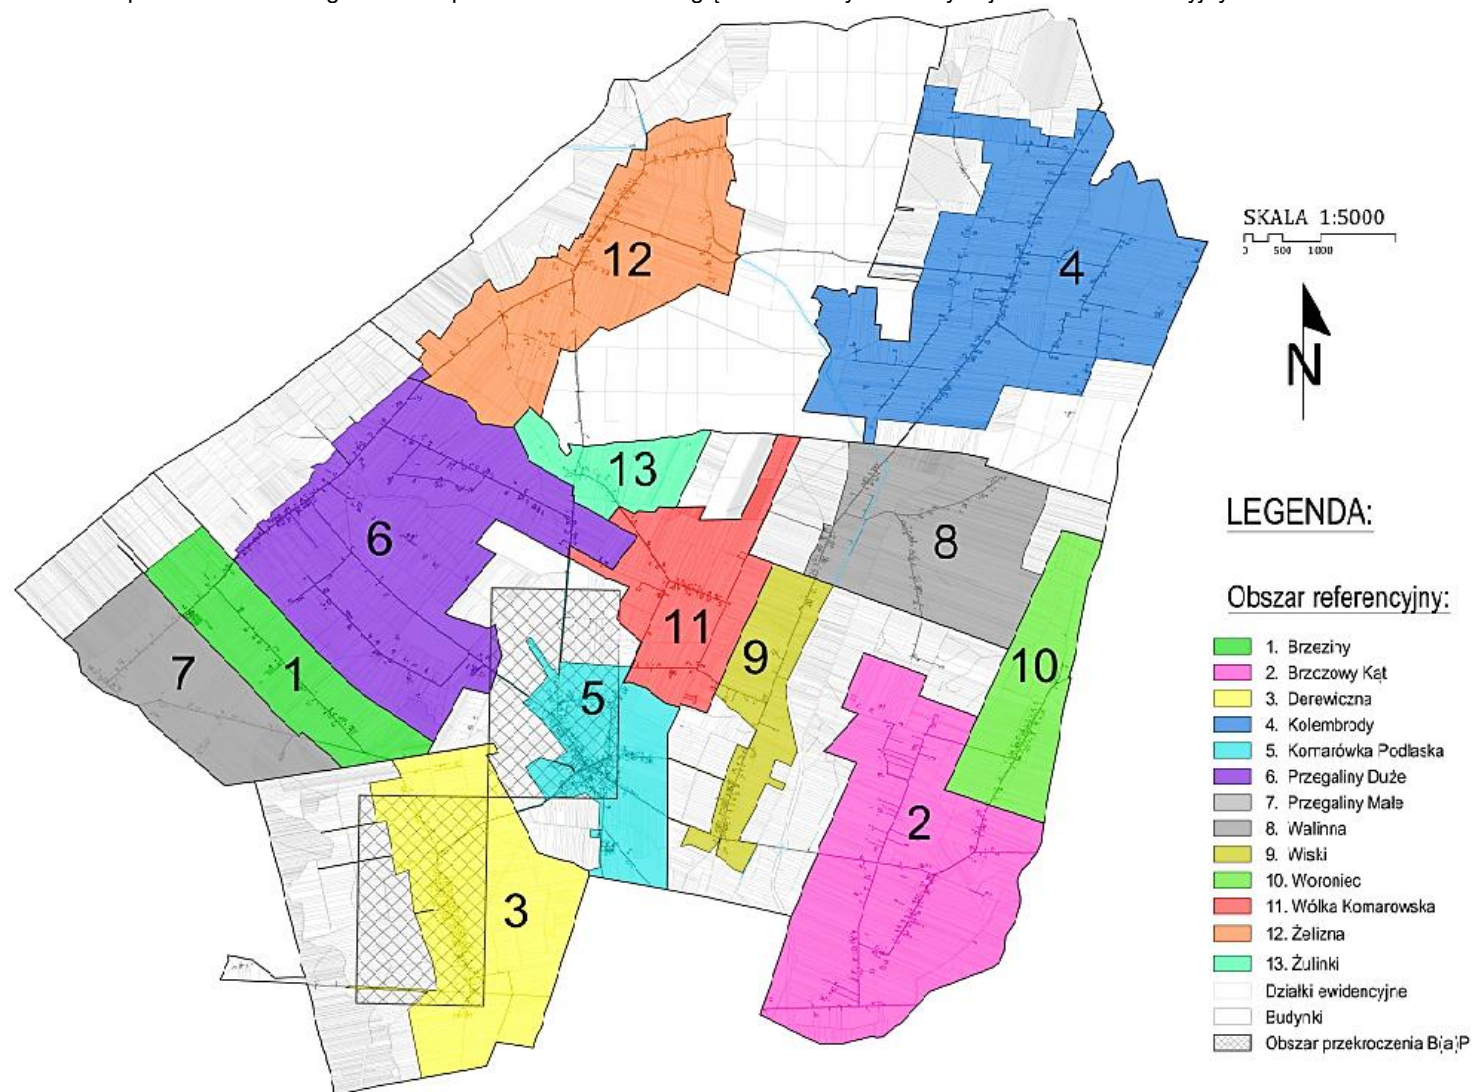 12
4
SKALA 1:5000
500 1000
N
13
6
8
11
9
10
7
1
5
2
3
LEGENDA:
Obszar referencyjny:
1. Brzeziny
2. Brzczowy Kąt
3. Derewiczna
4. Kolembrody
5. Komarówka Podlaska
6. Przegaliny Duże
7. Przegaliny Małe
8. Walinna
9. Wiski
10. Woroniec
11. Wólka Komarowska
12. Żelizna
13. Żulinki
Działki ewidencyjne
Budynki
Obszar przekroczenia B(a)P